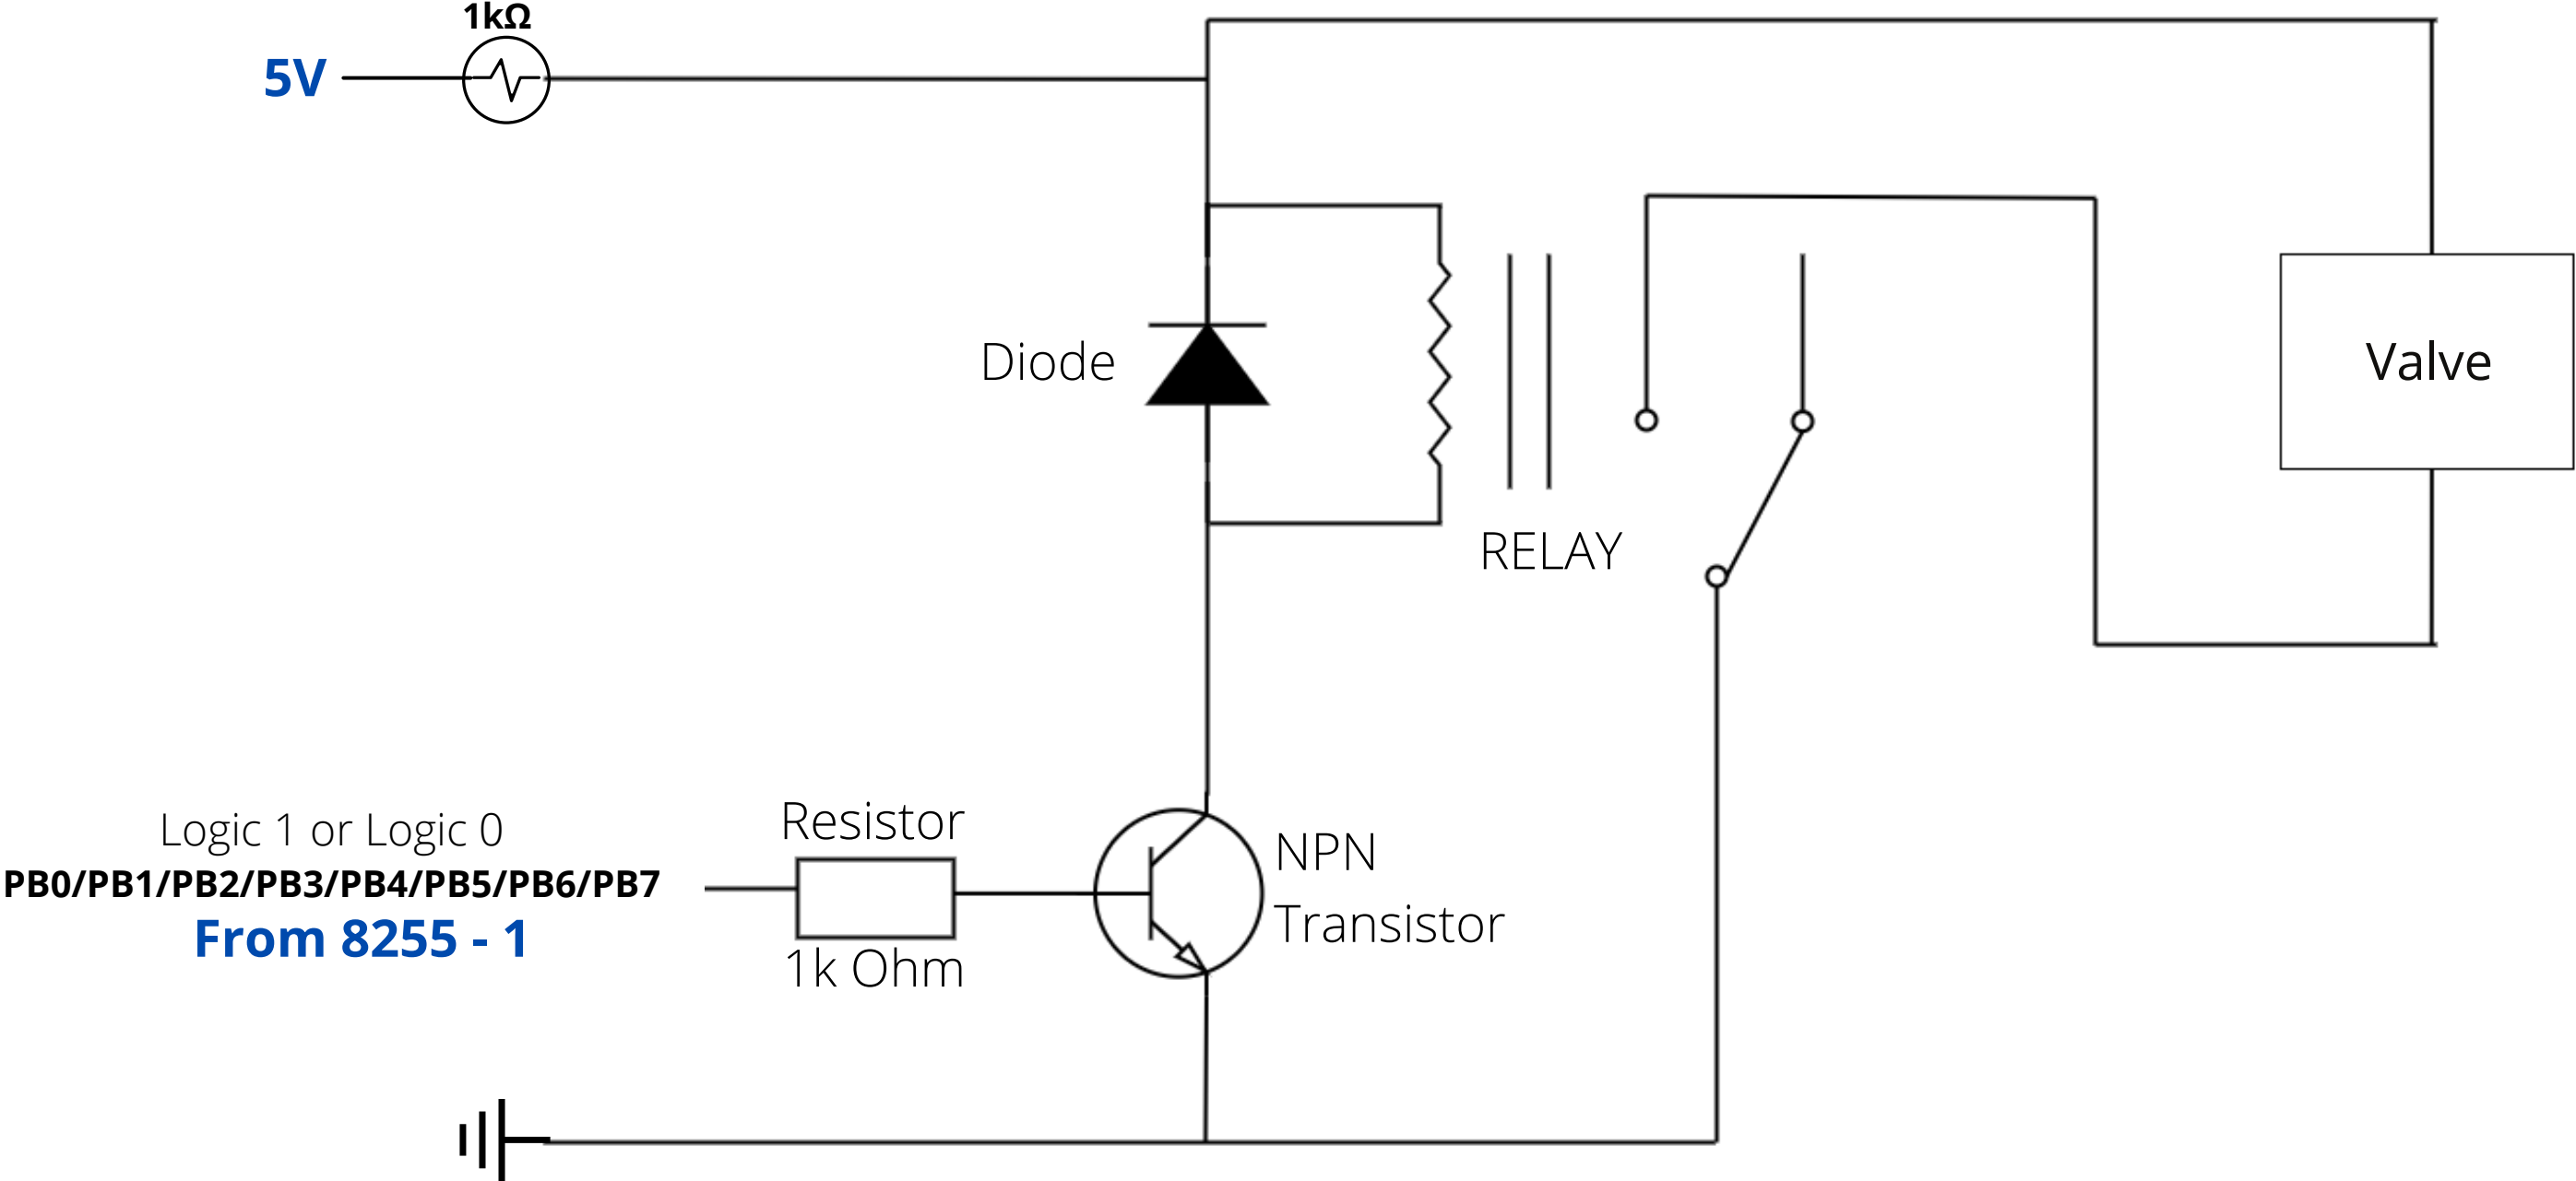 1kΩ
5V
Diode
Valve
RELAY
Logic 1 or Logic 0
PB0/PB1/PB2/PB3/PB4/PB5/PB6/PB7
From 8255 - 1
Resistor
1k Ohm
NPN
Transistor